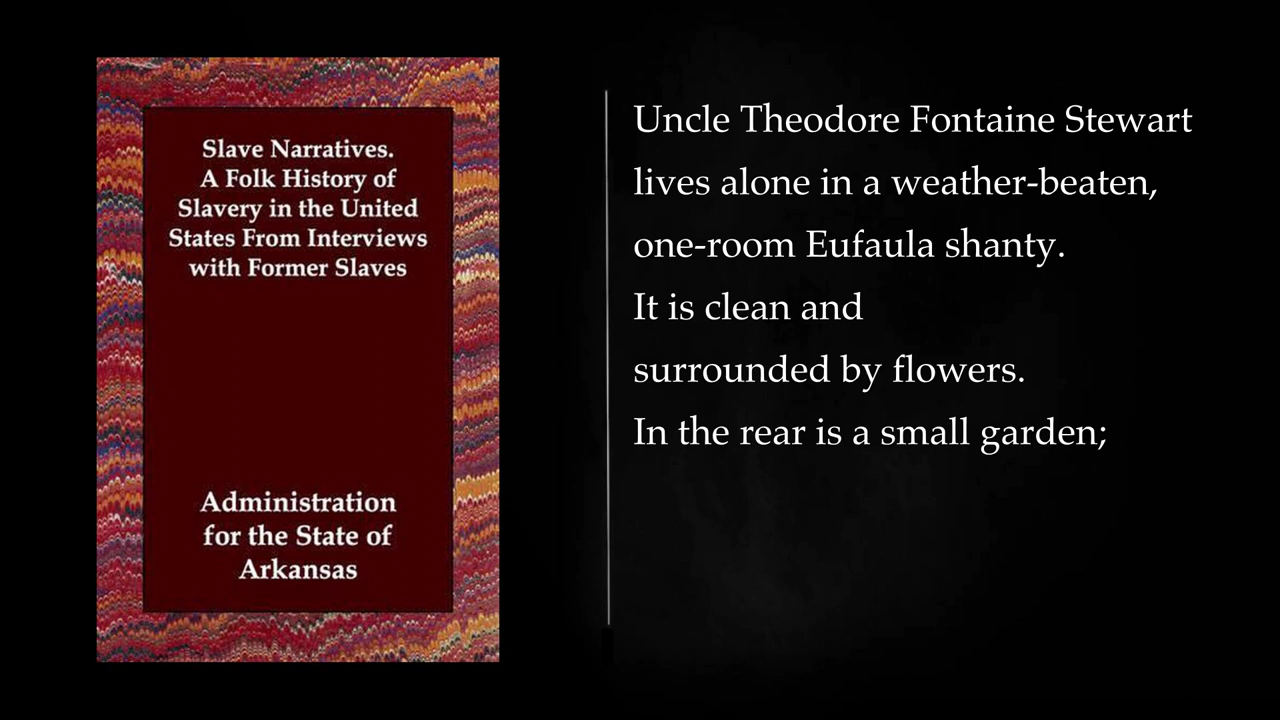 Slave Narratives.
A Folk History of
Slavery in the United
States From Interviews
with Former Slaves
Administration
for the State of
Arkansas
Uncle Theodore Fontaine Stewart
lives alone in a weather-beaten,
one-room Eufaula shanty.
It is clean and
surrounded by flowers.
In the rear is a small garden;